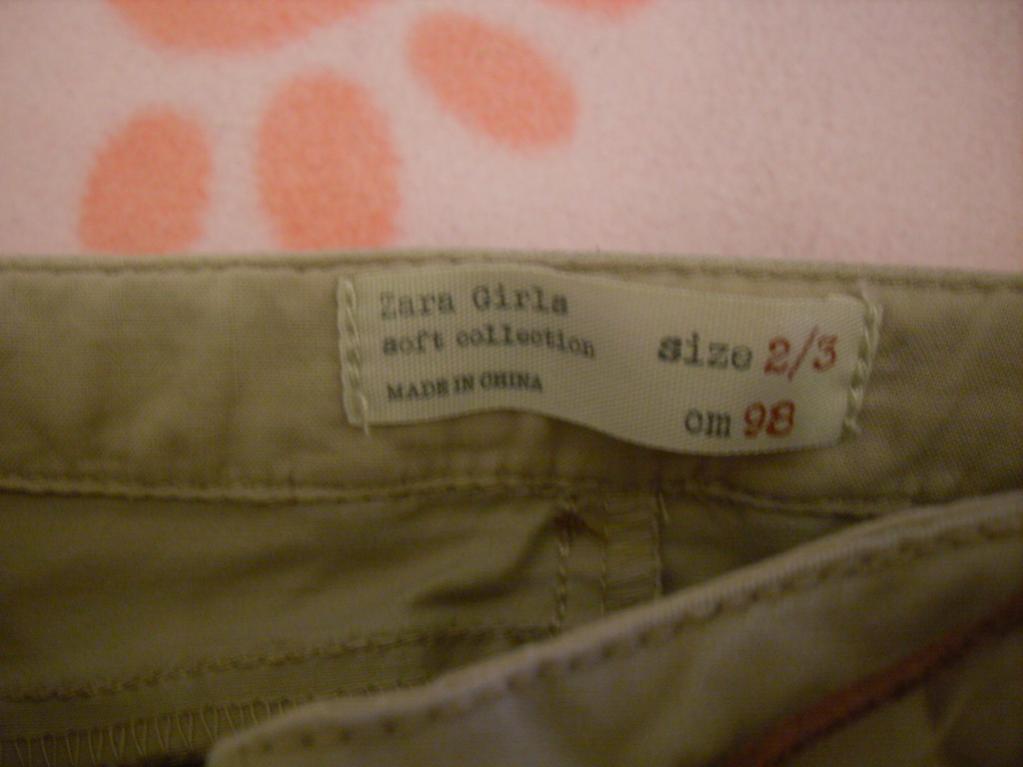 Zara Girls
soft collection
MADE IN CHINA
size 2/3
cm 98